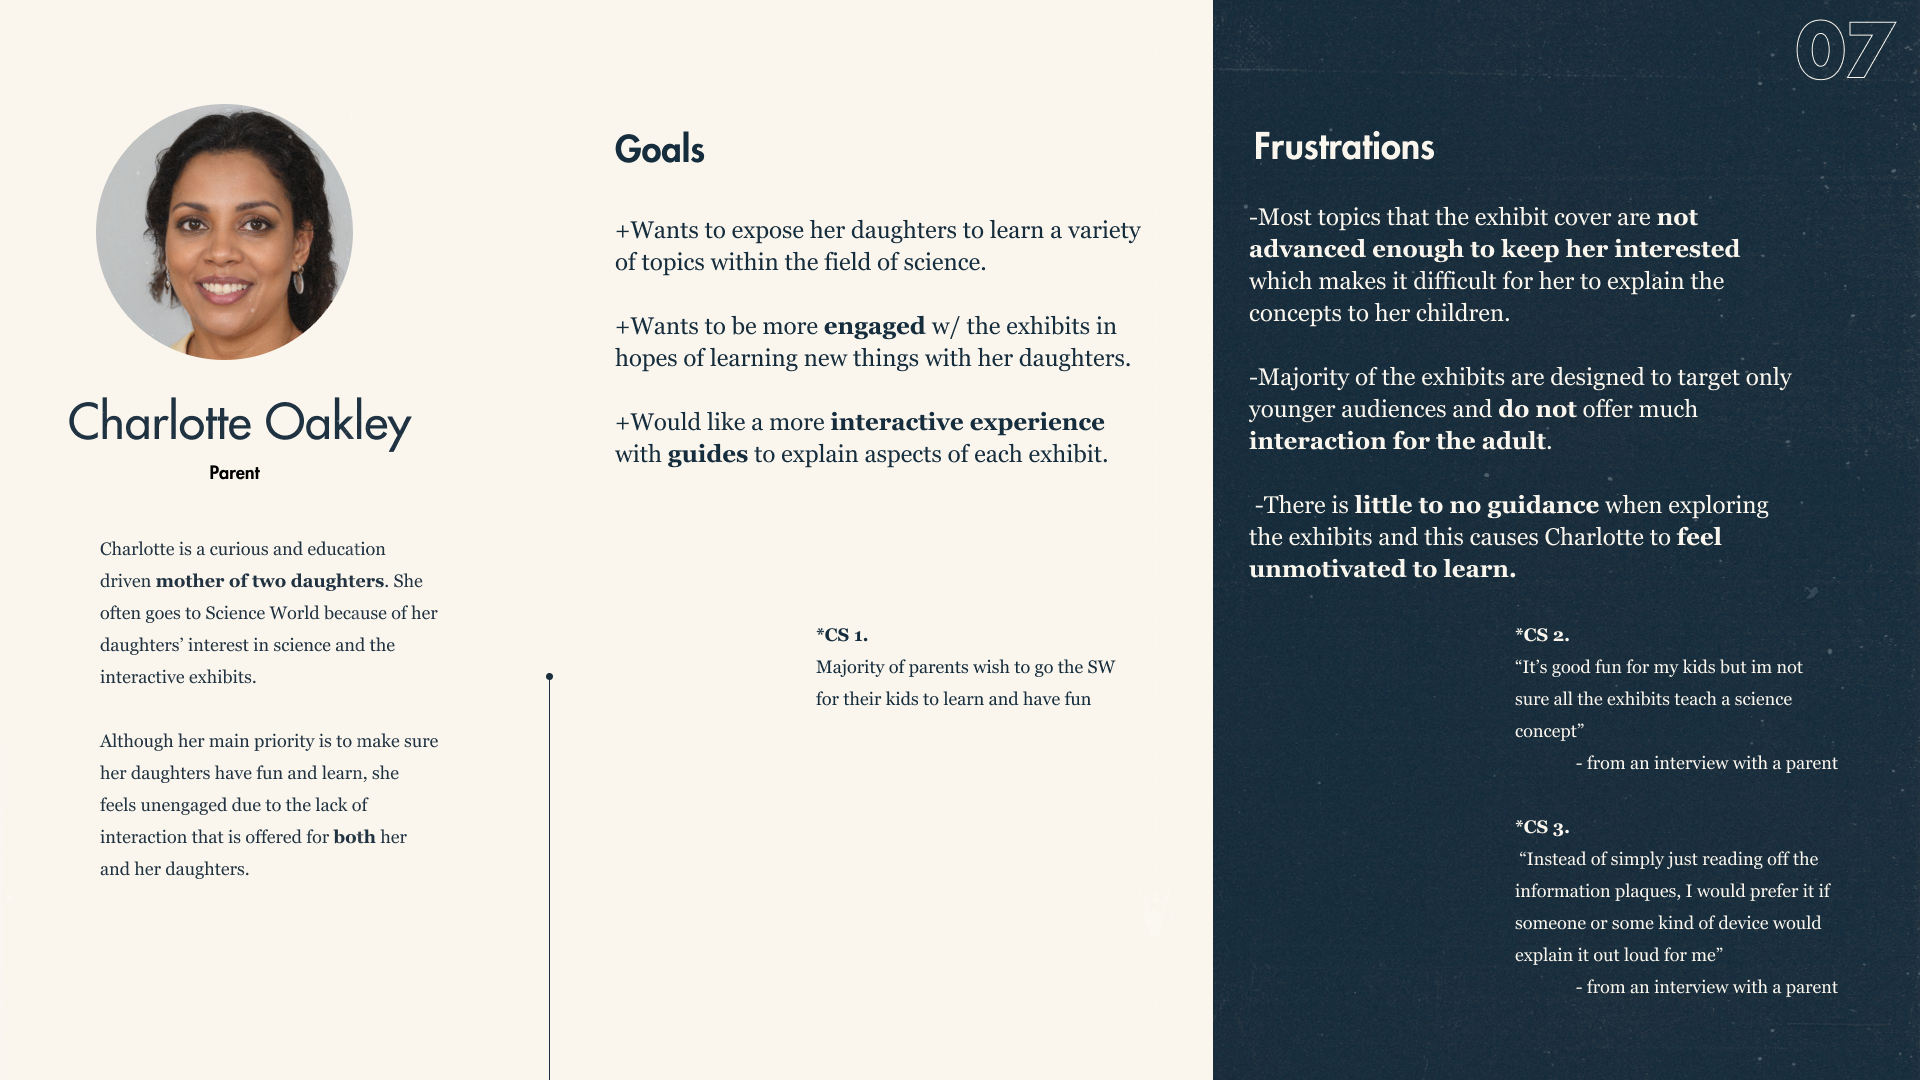 07
Charlotte Oakley
Parent
Charlotte is a curious and education
driven mother of two daughters. She
often goes to Science World because of her
daughters’ interest in science and the
interactive exhibits.
Although her main priority is to make sure
her daughters have fun and learn, she
feels unengaged due to the lack of
interaction that is offered for both her
and her daughters.
Goals
+Wants to expose her daughters to learn a variety
of topics within the field of science.
+Wants to be more engaged w/ the exhibits in
hopes of learning new things with her daughters.
+Would like a more interactive experience
with guides to explain aspects of each exhibit.
*CS 1.
Majority of parents wish to go the SW
for their kids to learn and have fun
Frustrations
-Most topics that the exhibit cover are not
advanced enough to keep her interested
which makes it difficult for her to explain the
concepts to her children.
-Majority of the exhibits are designed to target only
younger audiences and do not offer much
interaction for the adult.
-There is little to no guidance when exploring
the exhibits and this causes Charlotte to feel
unmotivated to learn.
*CS 2.
“It’s good fun for my kids but im not
sure all the exhibits teach a science
concept”
- from an interview with a parent
*CS 3.
“Instead of simply just reading off the
information plaques, I would prefer it if
someone or some kind of device would
explain it out loud for me”
- from an interview with a parent